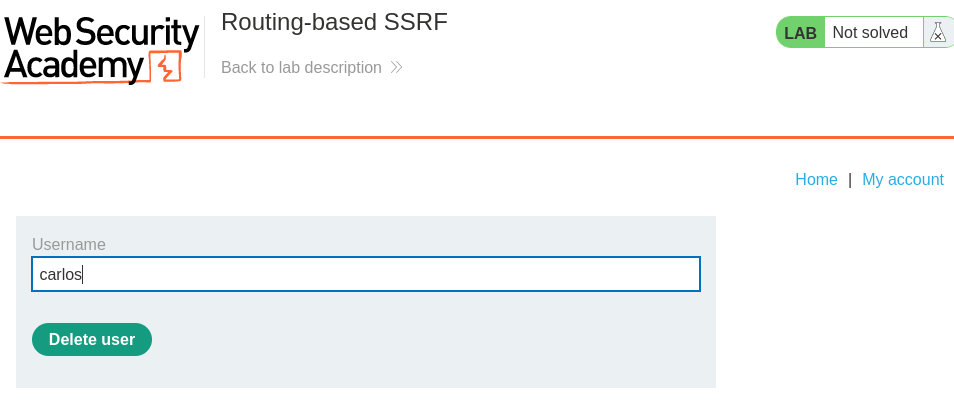 Web Security
Academy
Routing-based SSRF
Back to lab description
LAB Not solved
Home | My account
Username
carlos
Delete user